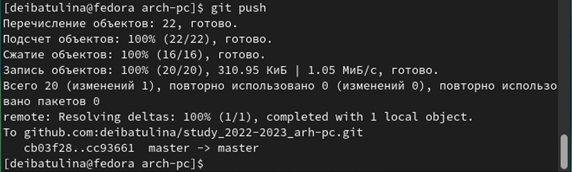 [deibatulina@fedora arch-pc]$ git push
Перечисление объектов: 22, готово.
Подсчет объектов: 100% (22/22), готово.
Сжатие объектов: 100% (16/16), готово.
Запись объектов: 100% (20/20), 310.95 КиБ | 1.05 МиБ/с, готово.
Всего 20 (изменений 1), повторно использовано 0 (изменений 0), повторно использо
вано пакетов 0
remote: Resolving deltas: 100% (1/1), completed with 1 local object.
To github.com:deibatulina/study_2022-2023_arh-pc.git
   cb03f28..cc93661  master -> master
[deibatulina@fedora arch-pc]$